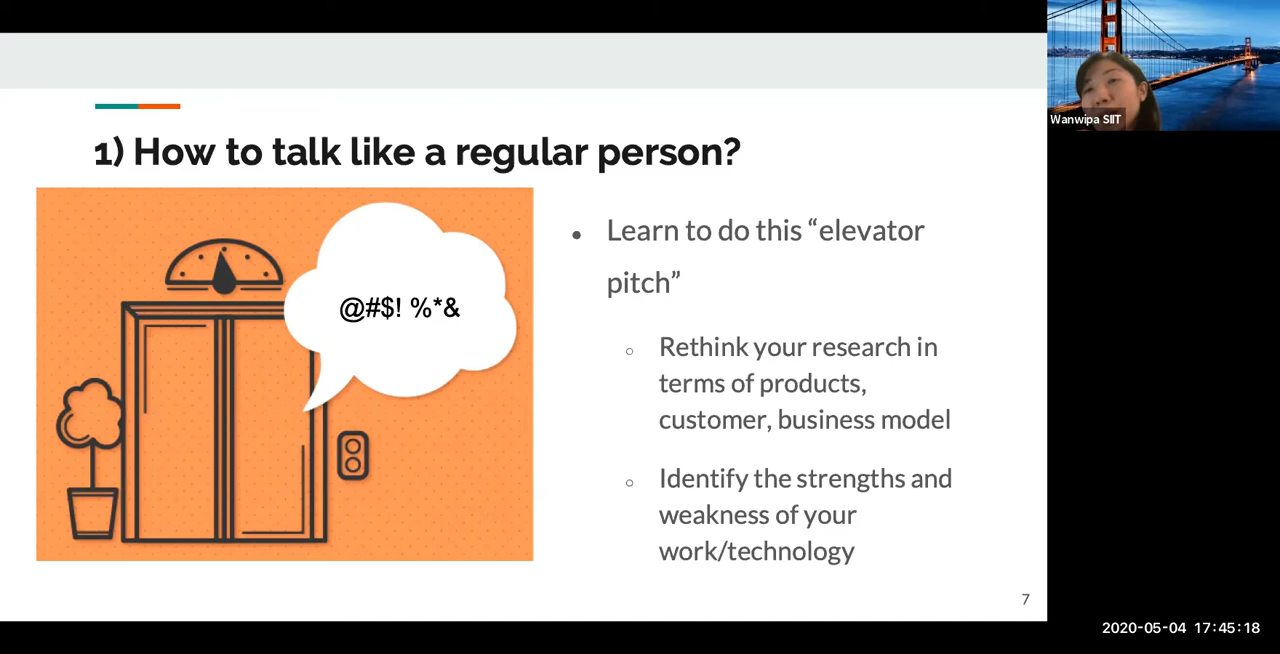 1) How to talk like a regular person?
@#$! %*&
● Learn to do this “elevator
pitch”
○ Rethink your research in
terms of products,
customer, business model
○ Identify the strengths and
weakness of your
work/technology
7
Wanwipa SIIT
2020-05-04 17:45:18